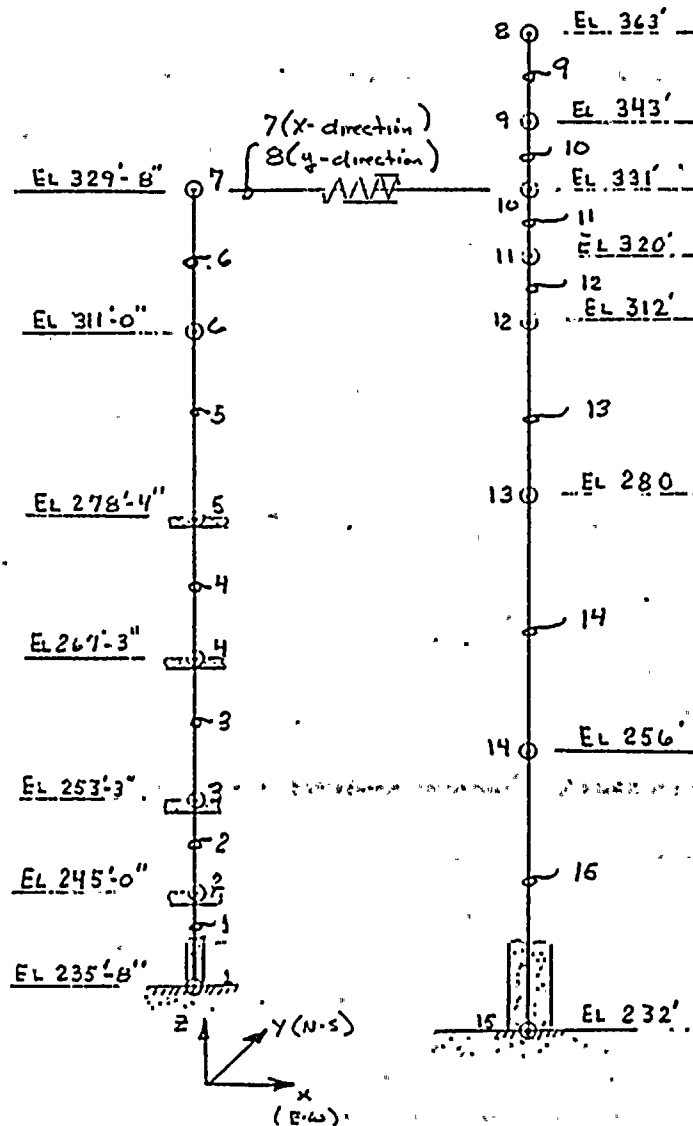 8 EL 363'
9
7 (X-direction)
9 EL 343'
8 (y-direction)
10
EL 329'-8" 7
10 EL 331'
11
6
11 EL 320'
12
EL 311'-0" 6
12 EL 312'
5
13
EL 278'-4" 5
13 EL 280
4
14
EL 267'-3" 4
3
14 EL 256'
EL 253'-3" 3
2
16
EL 245'-0" 2
1
EL 235'-8" 1
15 EL 232'
Z
Y (N-S)
X
(E-W)